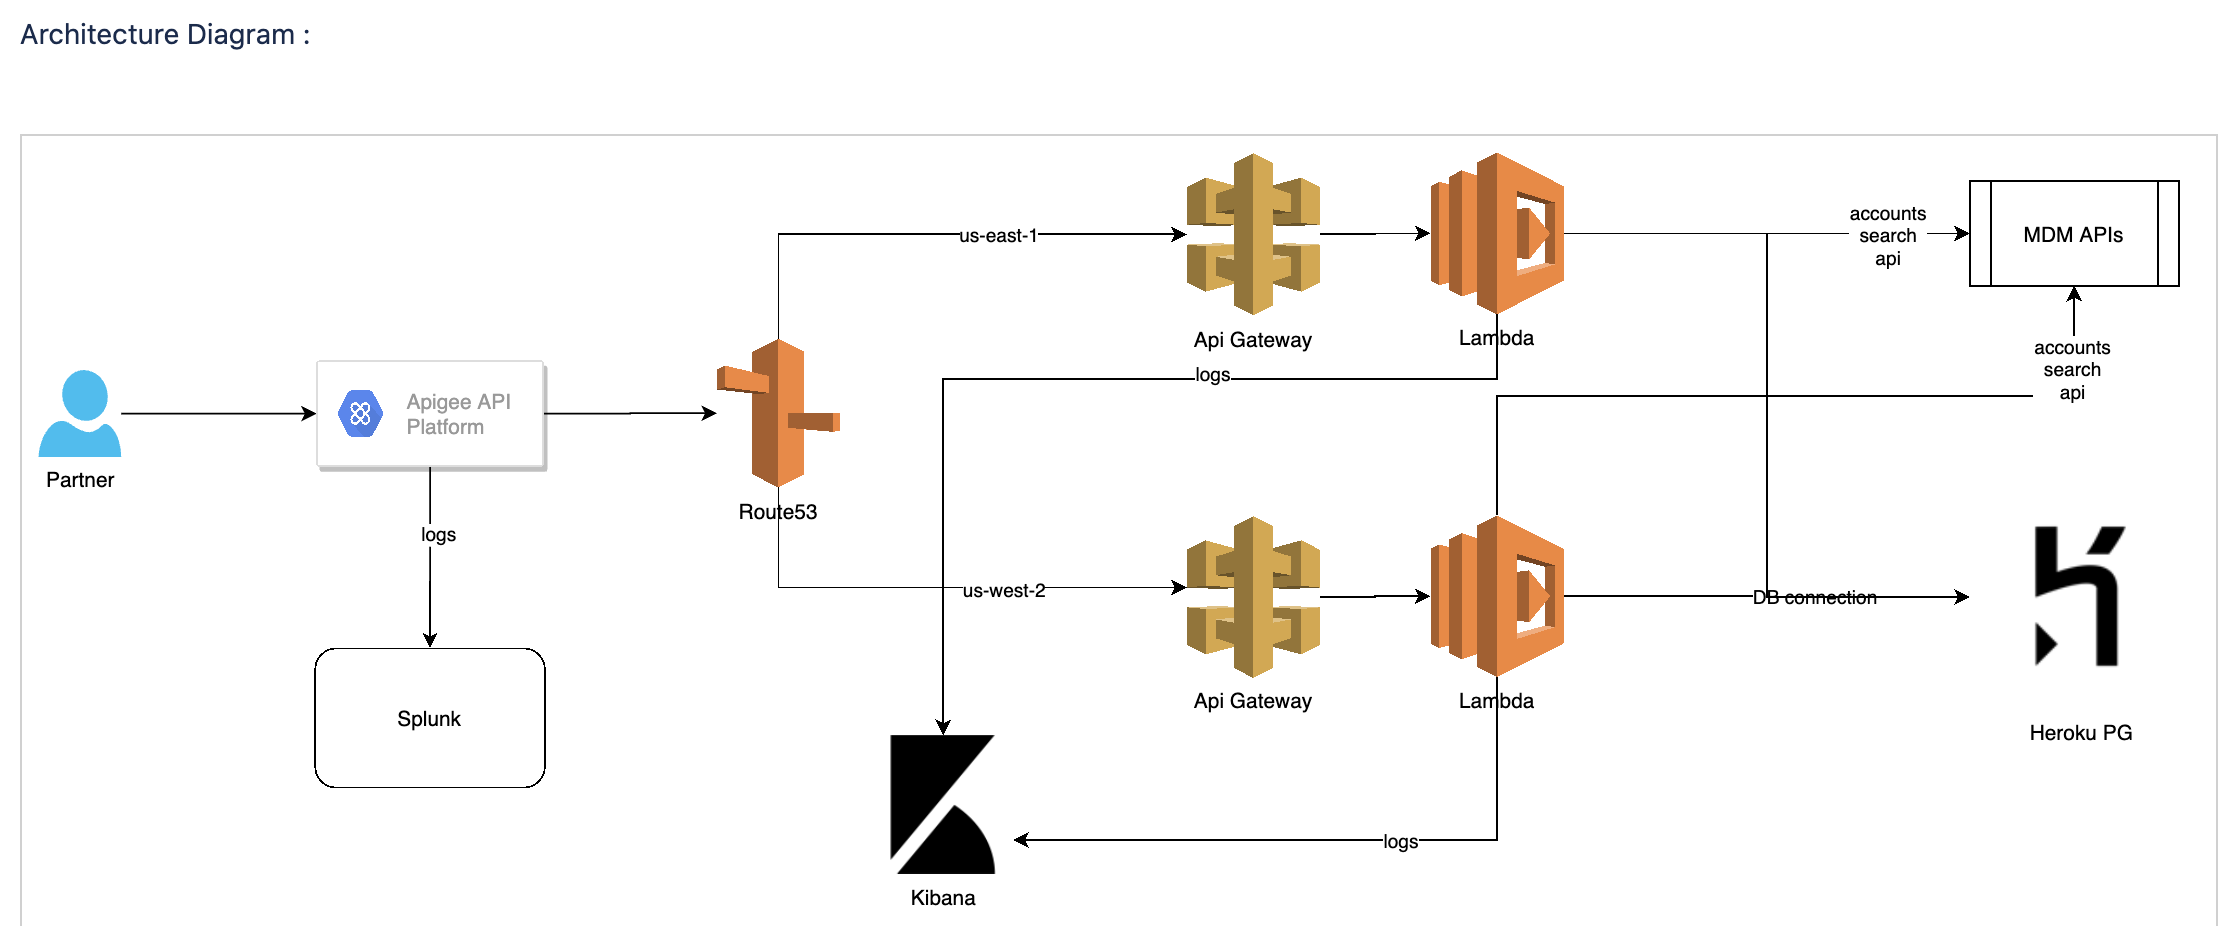 Architecture Diagram :
us-east-1
Api Gateway
Lambda
accounts
search
api
MDM APIs
logs
accounts
search
api
Partner
Apigee API
Platform
logs
Route53
us-west-2
Api Gateway
Lambda
DB connection
Heroku PG
Splunk
logs
Kibana